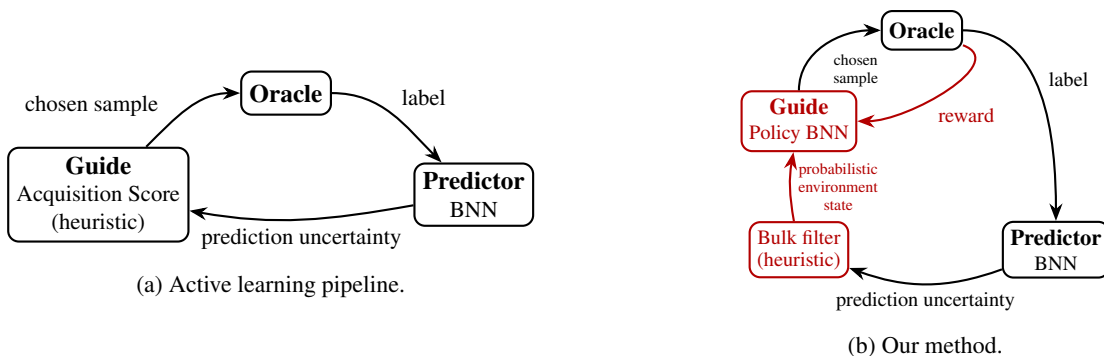 Oracle
chosen sample
label
Guide
Acquisition Score
(heuristic)
Predictor
BNN
prediction uncertainty
(a) Active learning pipeline.
Oracle
chosen
sample
label
Guide
Policy BNN
reward
probabilistic
environment
state
Bulk filter
(heuristic)
Predictor
BNN
prediction uncertainty
(b) Our method.